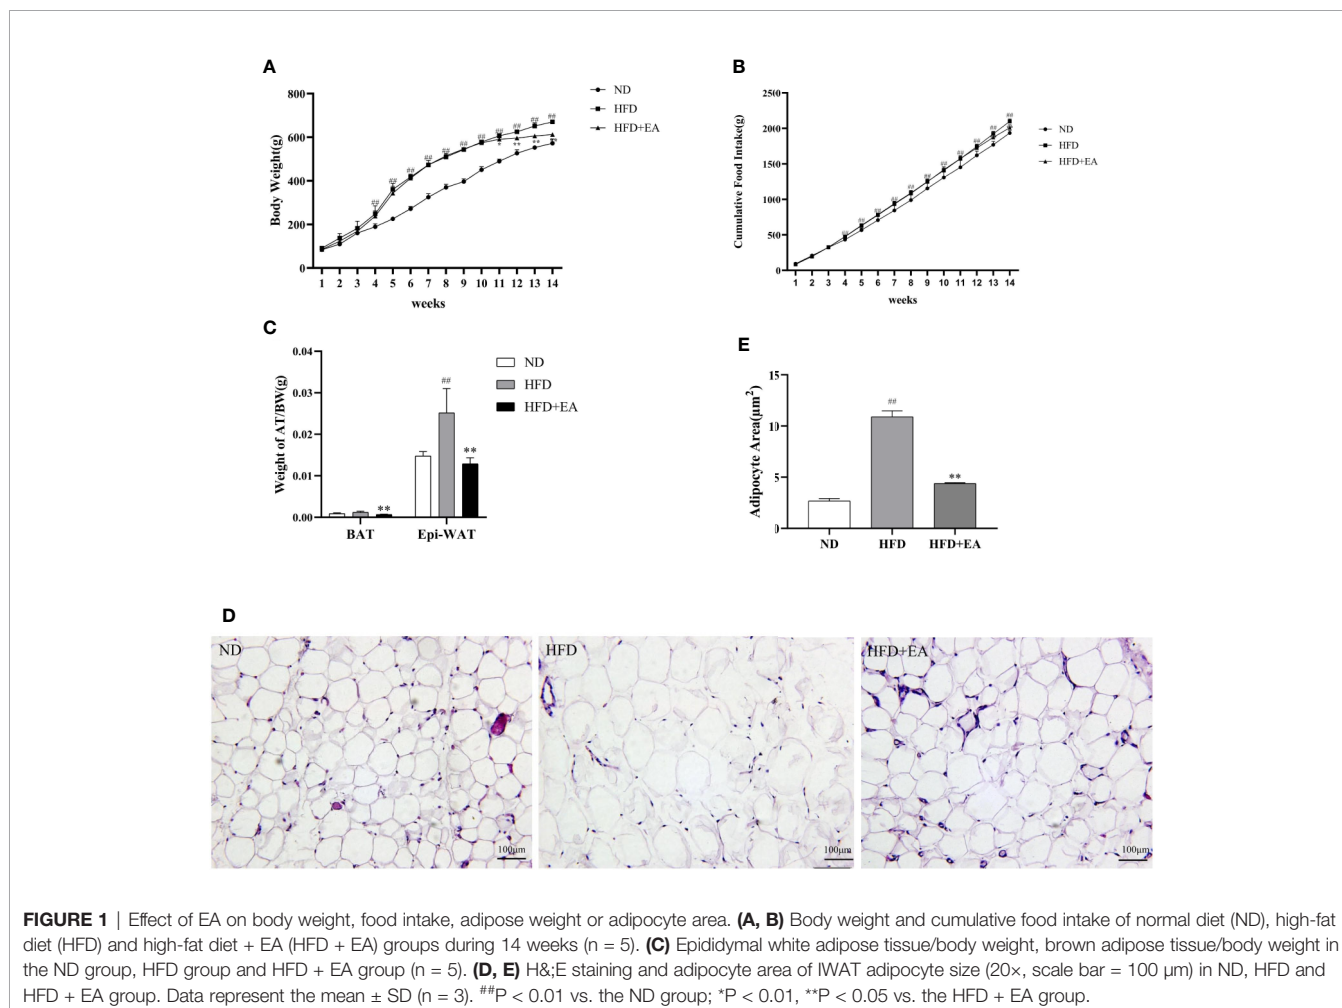 A
800
600
400
200
0
Body Weight(g)
1 2 3 4 5 6 7 8 9 10 11 12 13 14
weeks
## ## ## ## ## ## ## ## ## ## ##
* ** **
ND
HFD
HFD+EA
B
2500
2000
1500
1000
500
0
Cumulative Food Intake(g)
1 2 3 4 5 6 7 8 9 10 11 12 13 14
weeks
## ## ## ## ## ## ## ## ## ## ##
ND
HFD
HFD+EA
C
0.04
0.03
0.02
0.01
0.00
Weight of AT/BW(g)
##
**
**
BAT Epi-WAT
ND
HFD
HFD+EA
E
15
10
5
0
Adipocyte Area(μm²)
##
**
ND HFD HFD+EA
D
ND HFD HFD+EA
100μm 100μm 100μm
FIGURE 1 | Effect of EA on body weight, food intake, adipose weight or adipocyte area. (A, B) Body weight and cumulative food intake of normal diet (ND), high-fat
diet (HFD) and high-fat diet + EA (HFD + EA) groups during 14 weeks (n = 5). (C) Epididymal white adipose tissue/body weight, brown adipose tissue/body weight in
the ND group, HFD group and HFD + EA group (n = 5). (D, E) H&;E staining and adipocyte area of IWAT adipocyte size (20×, scale bar = 100 μm) in ND, HFD and
HFD + EA group. Data represent the mean ± SD (n = 3). ##P < 0.01 vs. the ND group; *P < 0.01, **P < 0.05 vs. the HFD + EA group.